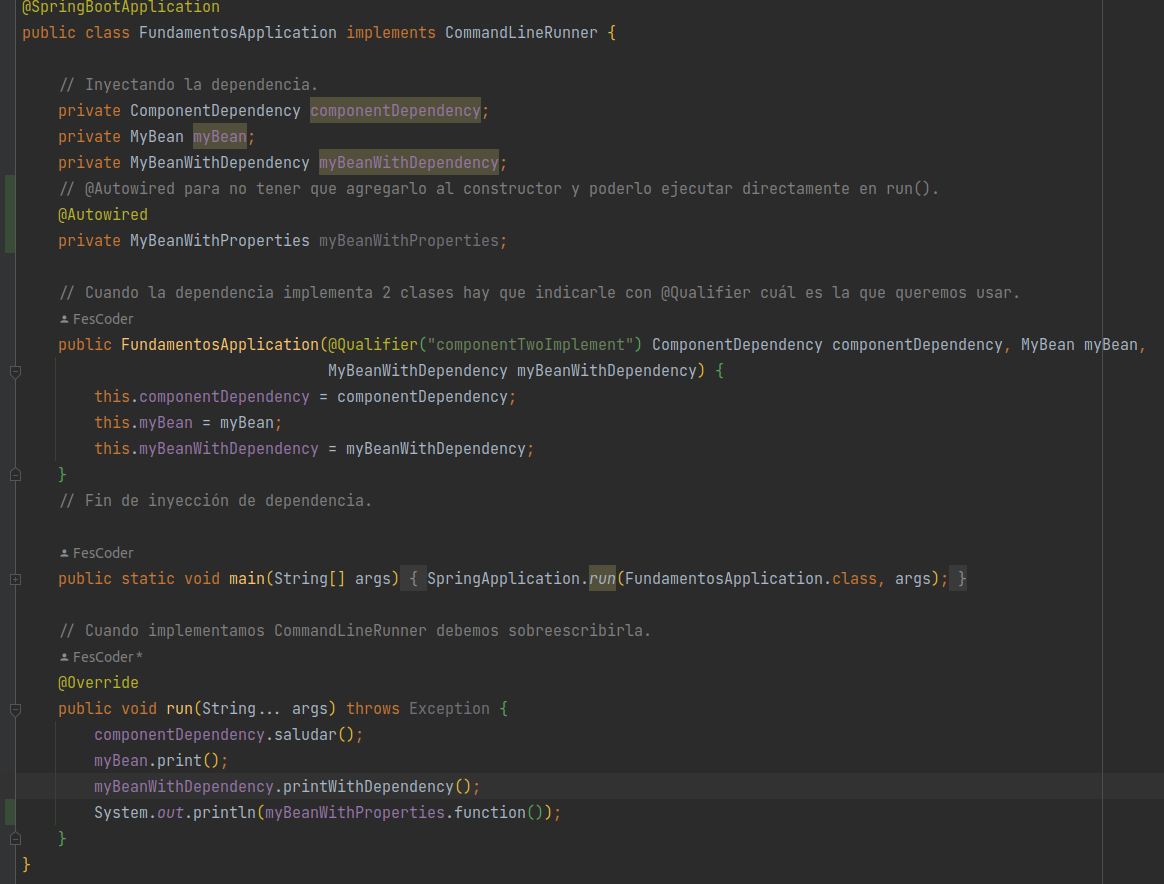 @SpringBootApplication
public class FundamentosApplication implements CommandLineRunner {
// Inyectando la dependencia.
private ComponentDependency componentDependency;
private MyBean myBean;
private MyBeanWithDependency myBeanWithDependency;
// @Autowired para no tener que agregarlo al constructor y poderlo ejecutar directamente en run().
@Autowired
private MyBeanWithProperties myBeanWithProperties;
// Cuando la dependencia implementa 2 clases hay que indicarle con @Qualifier cuál es la que queremos usar.
FesCoder
public FundamentosApplication(@Qualifier("componentTwoImplement") ComponentDependency componentDependency, MyBean myBean,
MyBeanWithDependency myBeanWithDependency) {
this.componentDependency = componentDependency;
this.myBean = myBean;
this.myBeanWithDependency = myBeanWithDependency;
}
// Fin de inyección de dependencia.
FesCoder
public static void main(String[] args) { SpringApplication.run(FundamentosApplication.class, args); }
// Cuando implementamos CommandLineRunner debemos sobreescribirla.
FesCoder *
@Override
public void run(String... args) throws Exception {
componentDependency.saludar();
myBean.print();
myBeanWithDependency.printWithDependency();
System.out.println(myBeanWithProperties.function());
}
}